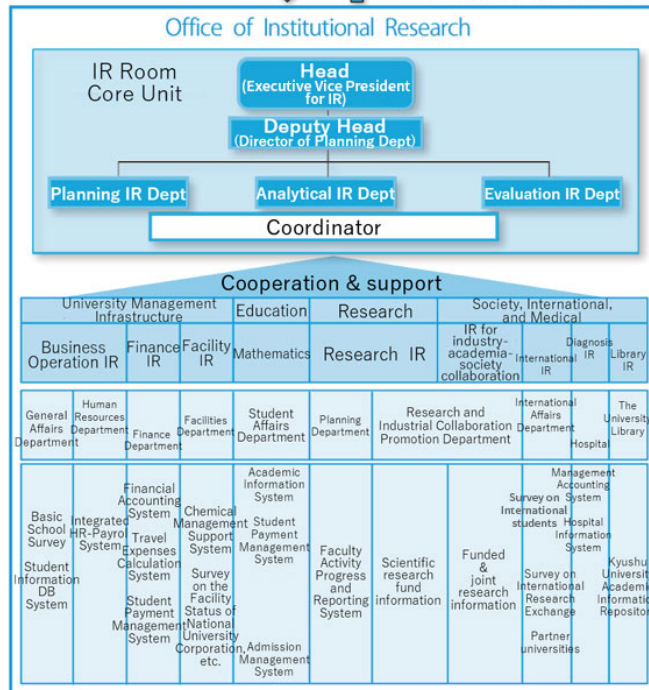 Office of Institutional Research
IR Room
Core Unit
Head
(Executive Vice President
for IR)
Deputy Head
(Director of Planning Dept)
Planning IR Dept
Analytical IR Dept
Evaluation IR Dept
Coordinator
Cooperation & support
University Management
Infrastructure
Education
Research
Society, International,
and Medical
Business
Operation IR
Finance
IR
Facility
IR
Mathematics
Research IR
IR for
industry-
academia-
society
collaboration
International
IR
Diagnosis
IR
Library
IR
General
Affairs
Department
Human
Resources
Department
Finance
Department
Facilities
Department
Student
Affairs
Department
Planning
Department
Research and
Industrial Collaboration
Promotion Department
International
Affairs
Department
Hospital
The
University
Library
Basic
School
Survey
Student
Information
DB
System
Integrated
HR-Payrol
System
Financial
Accounting
System
Travel
Expenses
Calculation
System
Student
Payment
Management
System
Chemical
Management
Support
System
Survey
on the
Facility
Status of
National
University
Corporation,
etc.
Academic
Information
System
Student
Payment
Management
System
Admission
Management
System
Faculty
Activity
Progress
and
Reporting
System
Scientific
research
fund
information
Funded
&
joint
research
information
Survey on
International
students
Survey on
International
Research
Exchange
Partner
universities
Management
Accounting
System
Hospital
Information
System
Kyushu
University
Academic
Information
Repository